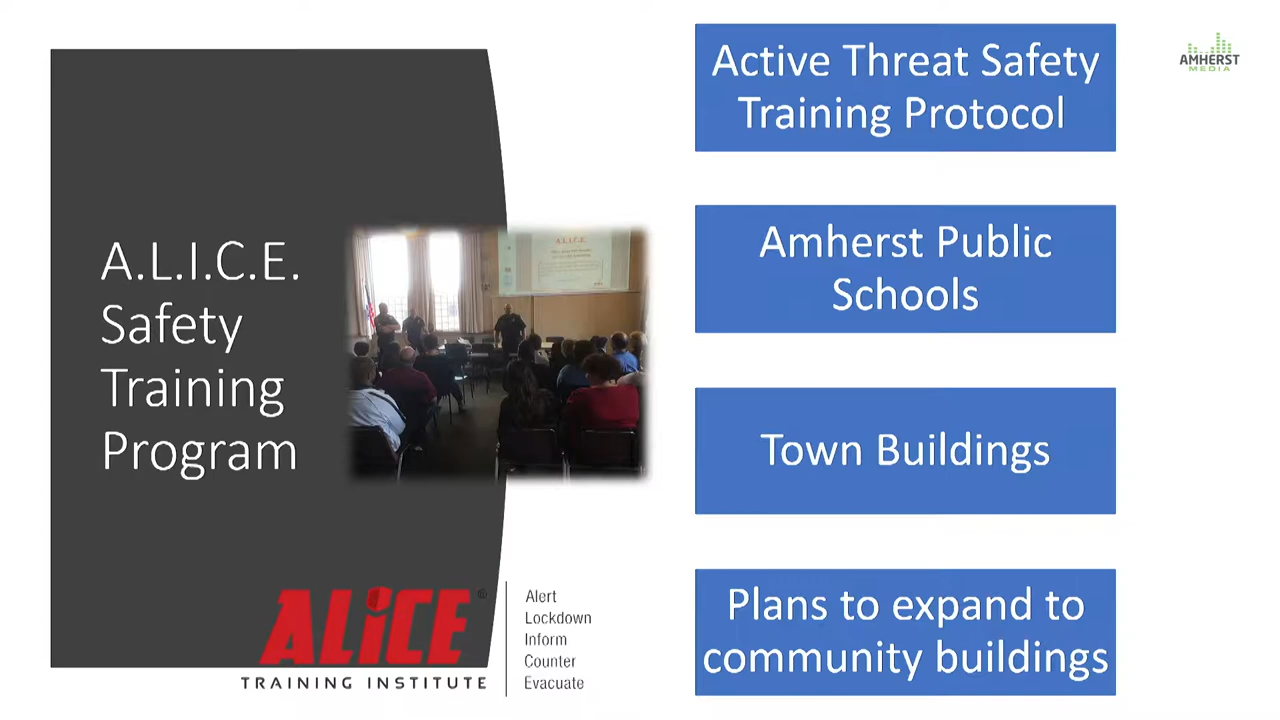 A.L.I.C.E.
Safety
Training
Program
A.L.I.C.E.
ALICE®
TRAINING INSTITUTE
Alert
Lockdown
Inform
Counter
Evacuate
Active Threat Safety
Training Protocol
Amherst Public
Schools
Town Buildings
Plans to expand to
community buildings
AMHERST
MEDIA